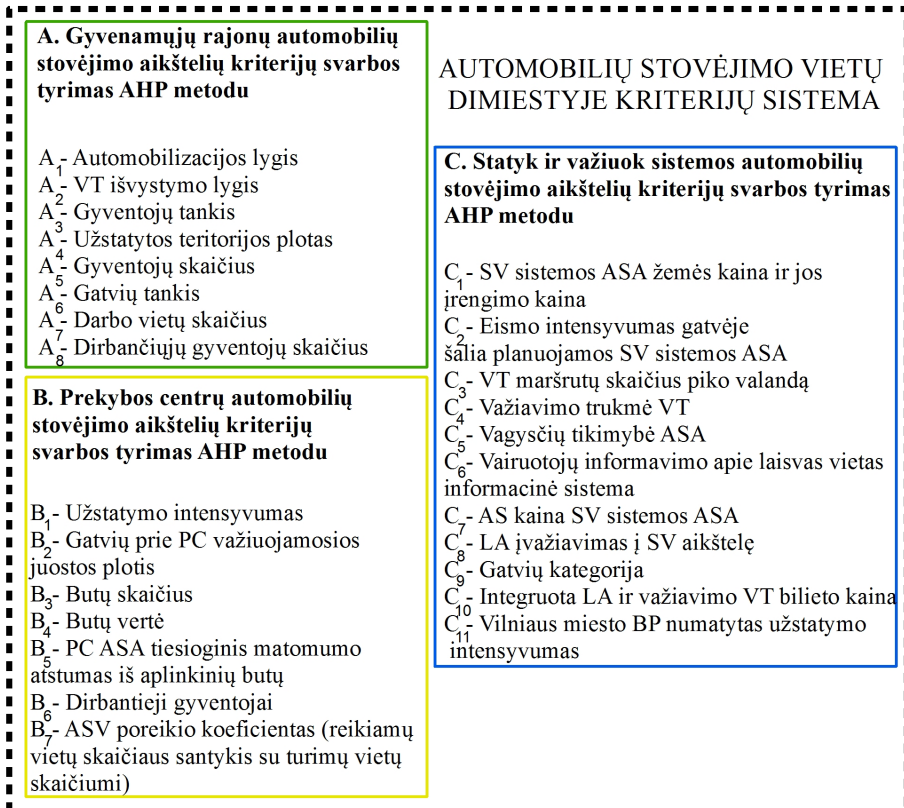 A. Gyvenamųjų rajonų automobilių
stovėjimo aikštelių kriterijų svarbos
tyrimas AHP metodu
A1- Automobilizacijos lygis
A2- VT išvystymo lygis
A3- Gyventojų tankis
A4- Užstatytos teritorijos plotas
A5- Gyventojų skaičius
A6- Gatvių tankis
A7- Darbo vietų skaičius
A8- Dirbančiųjų gyventojų skaičius
B. Prekybos centrų automobilių
stovėjimo aikštelių kriterijų
svarbos tyrimas AHP metodu
B1- Užstatymo intensyvumas
B2- Gatvių prie PC važiuojamosios
juostos plotis
B3- Butų skaičius
B4- Butų vertė
B5- PC ASA tiesioginis matomumo
atstumas iš aplinkinių butų
B6- Dirbantieji gyventojai
B7- ASV poreikio koeficientas (reikiamų
vietų skaičiaus santykis su turimų vietų
skaičiumi)
AUTOMOBILIŲ STOVĖJIMO VIETŲ
DIMIESTYJE KRITERIJŲ SISTEMA
C. Statyk ir važiuok sistemos automobilių
stovėjimo aikštelių kriterijų svarbos tyrimas
AHP metodu
C1- SV sistemos ASA žemės kaina ir jos
įrengimo kaina
C2- Eismo intensyvumas gatvėje
šalia planuojamos SV sistemos ASA
C3- VT maršrutų skaičius piko valandą
C4- Važiavimo trukmė VT
C5- Vagysčių tikimybė ASA
C6- Vairuotojų informavimo apie laisvas vietas
informacinė sistema
C7- AS kaina SV sistemos ASA
C8- LA įvažiavimas į SV aikštelę
C9- Gatvių kategorija
C10- Integruota LA ir važiavimo VT bilieto kaina
C11- Vilniaus miesto BP numatytas užstatymo
intensyvumas